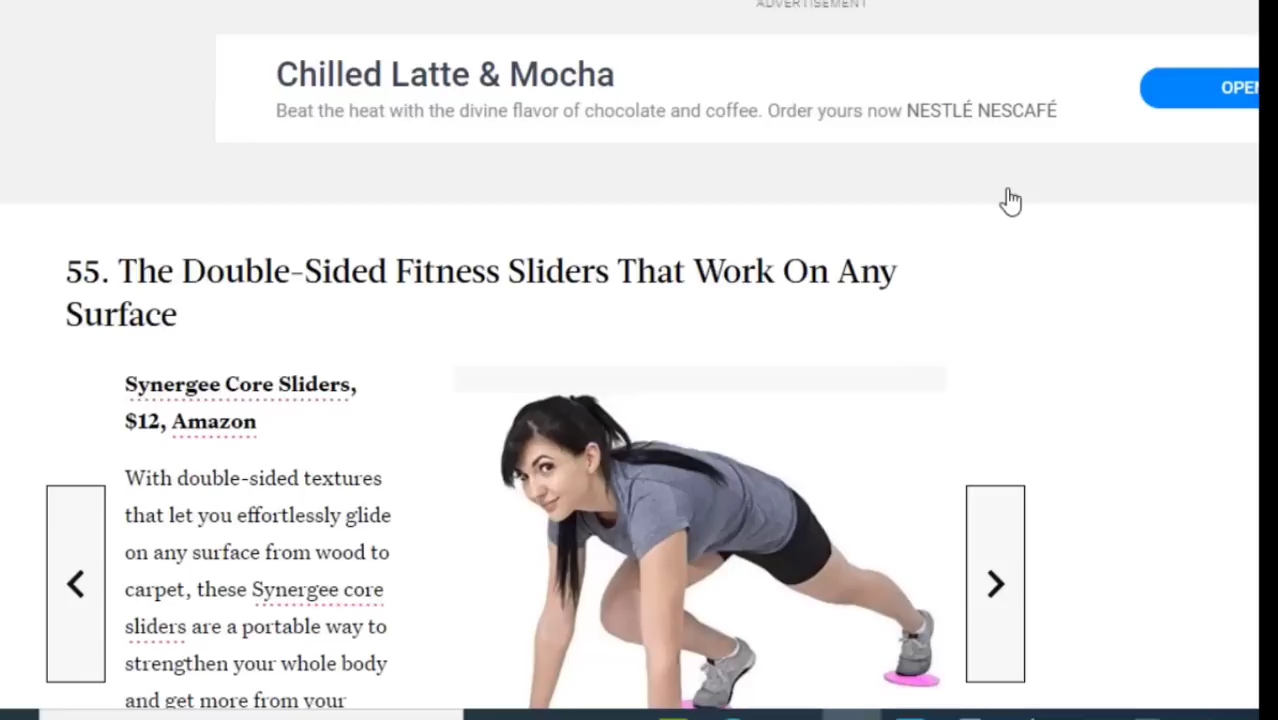 ADVERTISEMENT
Chilled Latte & Mocha
Beat the heat with the divine flavor of chocolate and coffee. Order yours now NESTLÉ NESCAFÉ
OPEN
55. The Double-Sided Fitness Sliders That Work On Any
Surface
Synergee Core Sliders,
$12, Amazon
With double-sided textures
that let you effortlessly glide
on any surface from wood to
carpet, these Synergee core
sliders are a portable way to
strengthen your whole body
and get more from your